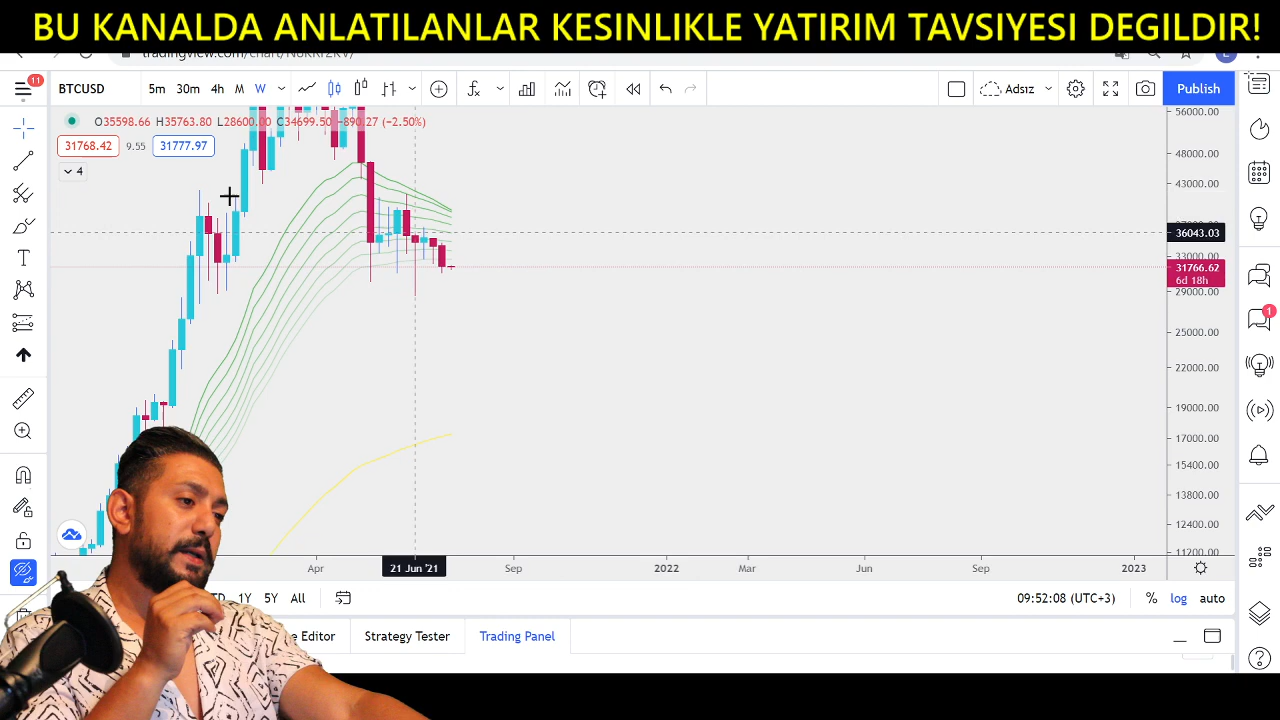 BU KANALDA ANLATILANLAR KESINLIKLE YATIRIM TAVSIYESI DEGILDIR!
11
BTCUSD
5m 30m 4h M W
Adsız
Publish
O35598.66 H35763.80 L28600.00 C34699.50 −890.27 (−2.50%)
31768.42 9.55 31777.97
4
56000.00
48000.00
43000.00
36043.03
33000.00
31766.62
6d 18h
29000.00
25000.00
22000.00
19000.00
17000.00
15400.00
13800.00
12400.00
11200.00
1
Apr
21 Jun '21
Sep
2022
Mar
Jun
Sep
2023
1Y 5Y All
09:52:08 (UTC+3)
% log auto
Editor
Strategy Tester
Trading Panel